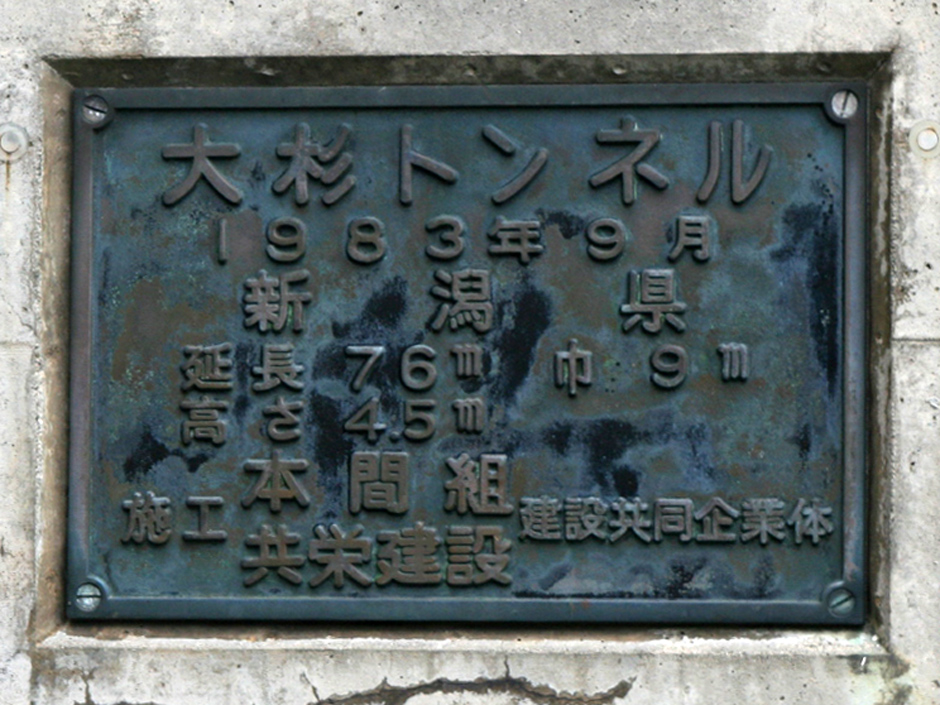 大杉トンネル
1983年9月
新潟県
延長 76m 巾 9m
高さ 4.5m
施工 本間組 共栄建設 建設共同企業体